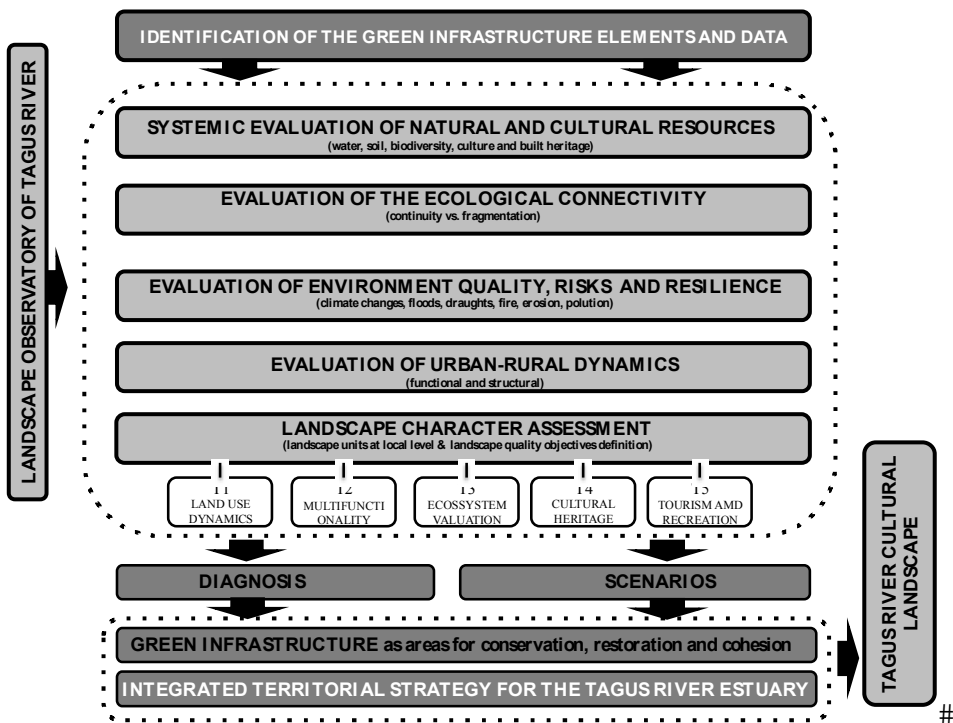 IDENTIFICATION OF THE GREEN INFRASTRUCTURE ELEMENTS AND DATA
LANDSCAPE OBSERVATORY OF TAGUS RIVER
SYSTEMIC EVALUATION OF NATURAL AND CULTURAL RESOURCES
(water, soil, biodiversity, culture and built heritage)
EVALUATION OF THE ECOLOGICAL CONNECTIVITY
(continuity vs. fragmentation)
EVALUATION OF ENVIRONMENT QUALITY, RISKS AND RESILIENCE
(climate changes, floods, draughts, fire, erosion, polution)
EVALUATION OF URBAN-RURAL DYNAMICS
(functional and structural)
LANDSCAPE CHARACTER ASSESSMENT
(landscape units at local level & landscape quality objectives definition)
T1
LAND USE
DYNAMICS
T2
MULTIFUNCTI
ONALITY
T3
ECOSSYSTEM
VALUATION
T4
CULTURAL
HERITAGE
T5
TOURISM AMD
RECREATION
DIAGNOSIS
SCENARIOS
GREEN INFRASTRUCTURE as areas for conservation, restoration and cohesion
INTEGRATED TERRITORIAL STRATEGY FOR THE TAGUS RIVER ESTUARY
TAGUS RIVER CULTURAL
LANDSCAPE
#